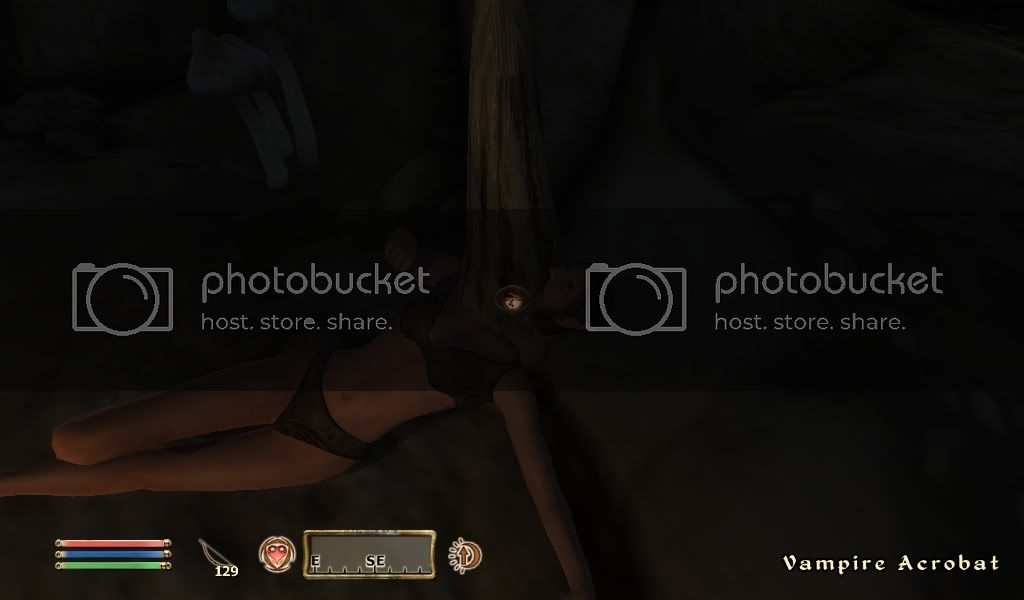 photobucket
host. store. share.
photobucket
host. store. share.
129
E SE
Vampire Acrobat